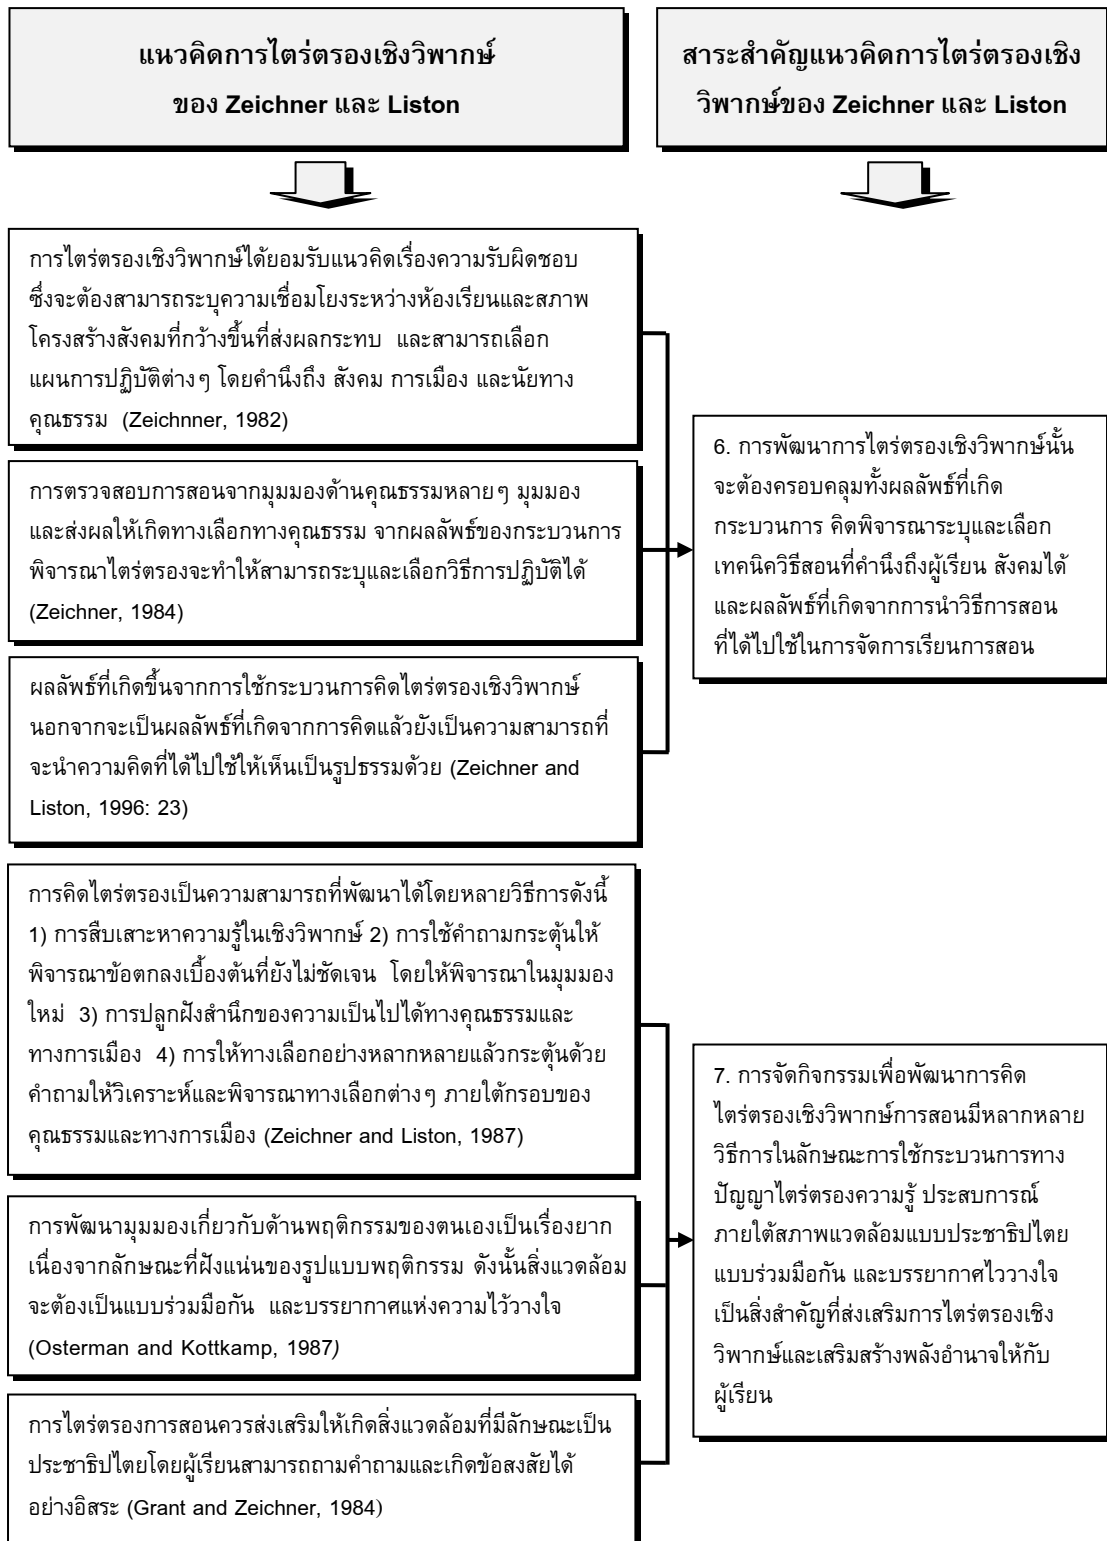 แนวคิดการไตร่ตรองเชิงวิพากษ์
ของ Zeichner และ Liston
สาระสำคัญแนวคิดการไตร่ตรองเชิง
วิพากษ์ของ Zeichner และ Liston
การไตร่ตรองเชิงวิพากษ์ได้ยอมรับแนวคิดเรื่องความรับผิดชอบ
ซึ่งจะต้องสามารถระบุความเชื่อมโยงระหว่างห้องเรียนและสภาพ
โครงสร้างสังคมที่กว้างขึ้นที่ส่งผลกระทบ และสามารถเลือก
แผนการปฏิบัติต่างๆ โดยคำนึงถึง สังคม การเมือง และนัยทาง
คุณธรรม (Zeichnner, 1982)
การตรวจสอบการสอนจากมุมมองด้านคุณธรรมหลายๆ มุมมอง
และส่งผลให้เกิดทางเลือกทางคุณธรรม จากผลลัพธ์ของกระบวนการ
พิจารณาไตร่ตรองจะทำให้สามารถระบุและเลือกวิธีการปฏิบัติได้
(Zeichner, 1984)
ผลลัพธ์ที่เกิดขึ้นจากการใช้กระบวนการคิดไตร่ตรองเชิงวิพากษ์
นอกจากจะเป็นผลลัพธ์ที่เกิดจากการคิดแล้วยังเป็นความสามารถที่
จะนำความคิดที่ได้ไปใช้ให้เห็นเป็นรูปธรรมด้วย (Zeichner and
Liston, 1996: 23)
6. การพัฒนาการไตร่ตรองเชิงวิพากษ์นั้น
จะต้องครอบคลุมทั้งผลลัพธ์ที่เกิด
กระบวนการ คิดพิจารณาระบุและเลือก
เทคนิควิธีสอนที่คำนึงถึงผู้เรียน สังคมได้
และผลลัพธ์ที่เกิดจากการนำวิธีการสอน
ที่ได้ไปใช้ในการจัดการเรียนการสอน
การคิดไตร่ตรองเป็นความสามารถที่พัฒนาได้โดยหลายวิธีการดังนี้
1) การสืบเสาะหาความรู้ในเชิงวิพากษ์ 2) การใช้คำถามกระตุ้นให้
พิจารณาข้อตกลงเบื้องต้นที่ยังไม่ชัดเจน โดยให้พิจารณาในมุมมอง
ใหม่ 3) การปลูกฝังสำนึกของความเป็นไปได้ทางคุณธรรมและ
ทางการเมือง 4) การให้ทางเลือกอย่างหลากหลายแล้วกระตุ้นด้วย
คำถามให้วิเคราะห์และพิจารณาทางเลือกต่างๆ ภายใต้กรอบของ
คุณธรรมและทางการเมือง (Zeichner and Liston, 1987)
การพัฒนามุมมองเกี่ยวกับด้านพฤติกรรมของตนเองเป็นเรื่องยาก
เนื่องจากลักษณะที่ฝังแน่นของรูปแบบพฤติกรรม ดังนั้นสิ่งแวดล้อม
จะต้องเป็นแบบร่วมมือกัน และบรรยากาศแห่งความไว้วางใจ
(Osterman and Kottkamp, 1987)
การไตร่ตรองการสอนควรส่งเสริมให้เกิดสิ่งแวดล้อมที่มีลักษณะเป็น
ประชาธิปไตยโดยผู้เรียนสามารถถามคำถามและเกิดข้อสงสัยได้
อย่างอิสระ (Grant and Zeichner, 1984)
7. การจัดกิจกรรมเพื่อพัฒนาการคิด
ไตร่ตรองเชิงวิพากษ์การสอนมีหลากหลาย
วิธีการในลักษณะการใช้กระบวนการทาง
ปัญญาไตร่ตรองความรู้ ประสบการณ์
ภายใต้สภาพแวดล้อมแบบประชาธิปไตย
แบบร่วมมือกัน และบรรยากาศไววางใจ
เป็นสิ่งสำคัญที่ส่งเสริมการไตร่ตรองเชิง
วิพากษ์และเสริมสร้างพลังอำนาจให้กับ
ผู้เรียน